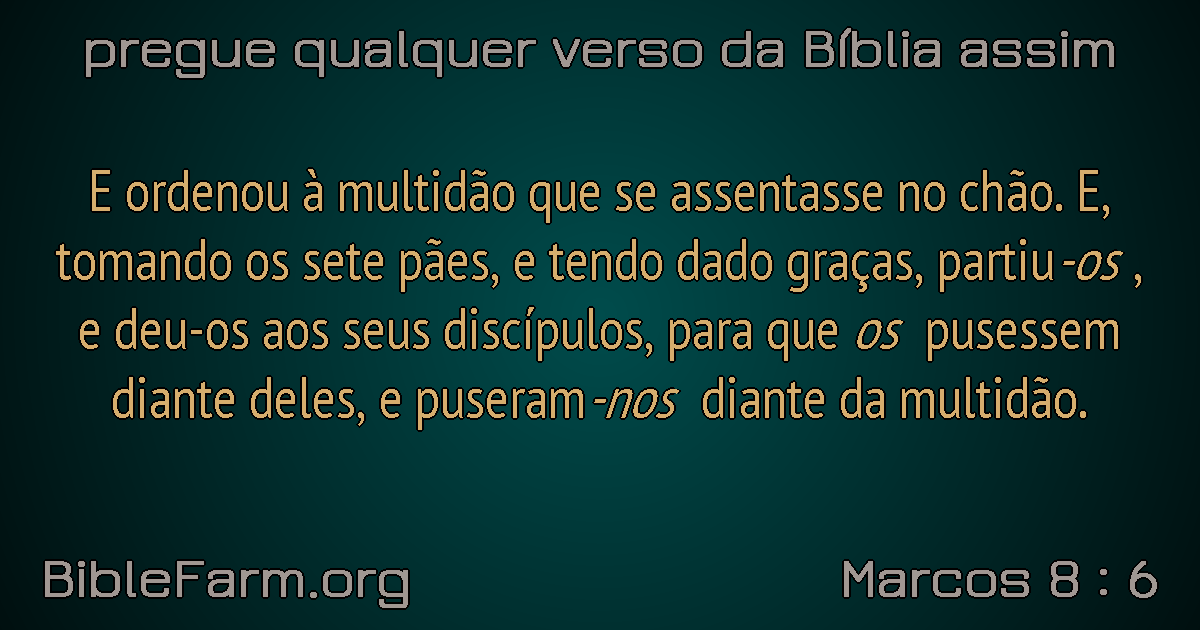 pregue qualquer verso da Bíblia assim
E ordenou à multidão que se assentasse no chão. E,
tomando os sete pães, e tendo dado graças, partiu-os ,
e deu-os aos seus discípulos, para que os pusessem
diante deles, e puseram-nos diante da multidão.
BibleFarm.org
Marcos 8 : 6